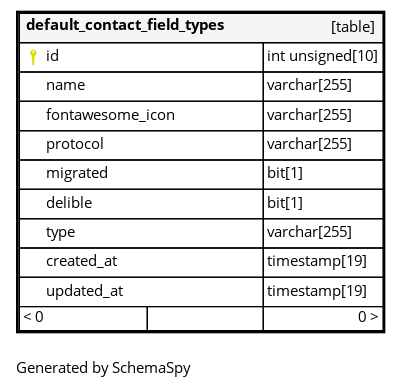 default_contact_field_types [table]
id int unsigned[10]
name varchar[255]
fontawesome_icon varchar[255]
protocol varchar[255]
migrated bit[1]
delible bit[1]
type varchar[255]
created_at timestamp[19]
updated_at timestamp[19]
< 0 0 >
Generated by SchemaSpy